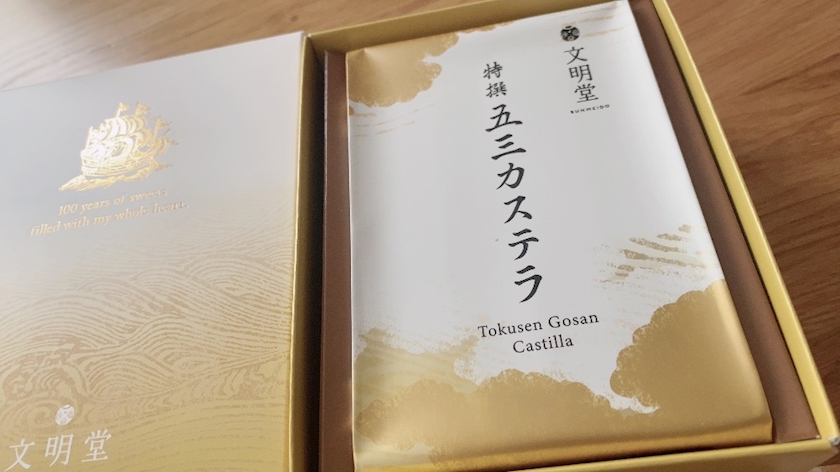 100 years of sweets
filled with my whole heart.
文明堂
文明堂
BUNMEIDO
特撰
五三カステラ
Tokusen Gosan
Castilla